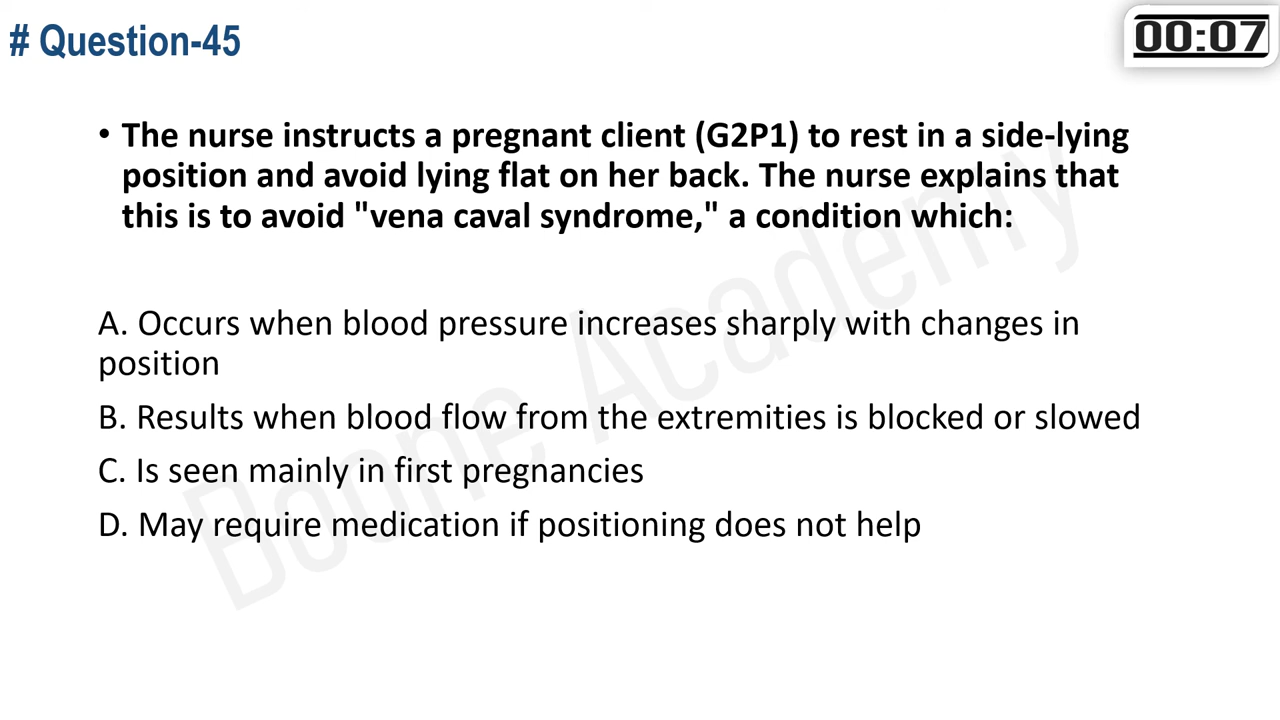 # Question-45
00:07
• The nurse instructs a pregnant client (G2P1) to rest in a side-lying
position and avoid lying flat on her back. The nurse explains that
this is to avoid "vena caval syndrome," a condition which:
A. Occurs when blood pressure increases sharply with changes in
position
B. Results when blood flow from the extremities is blocked or slowed
C. Is seen mainly in first pregnancies
D. May require medication if positioning does not help
Boone Academy